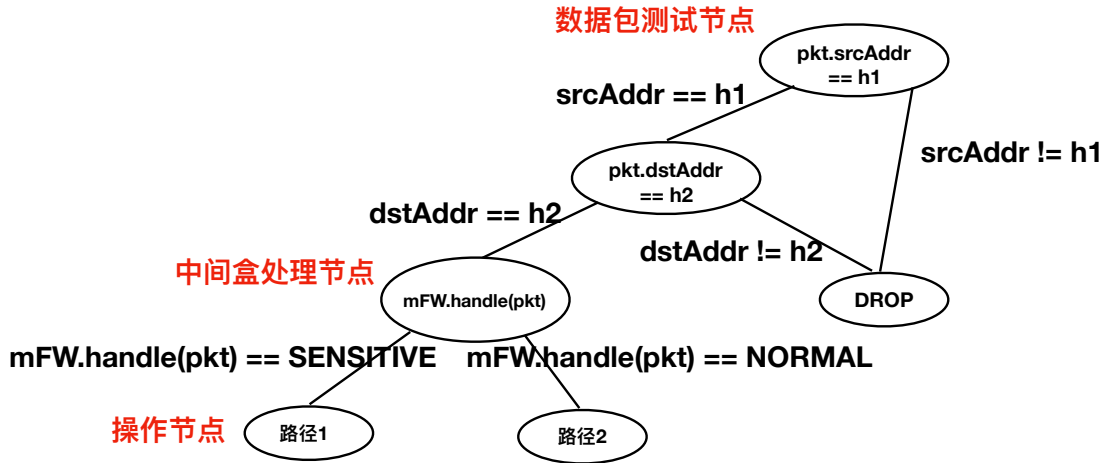 数据包测试节点
pkt.srcAddr
== h1
srcAddr == h1
srcAddr != h1
pkt.dstAddr
== h2
dstAddr == h2
dstAddr != h2
中间盒处理节点
mFW.handle(pkt)
DROP
mFW.handle(pkt) == SENSITIVE
mFW.handle(pkt) == NORMAL
操作节点
路径1
路径2